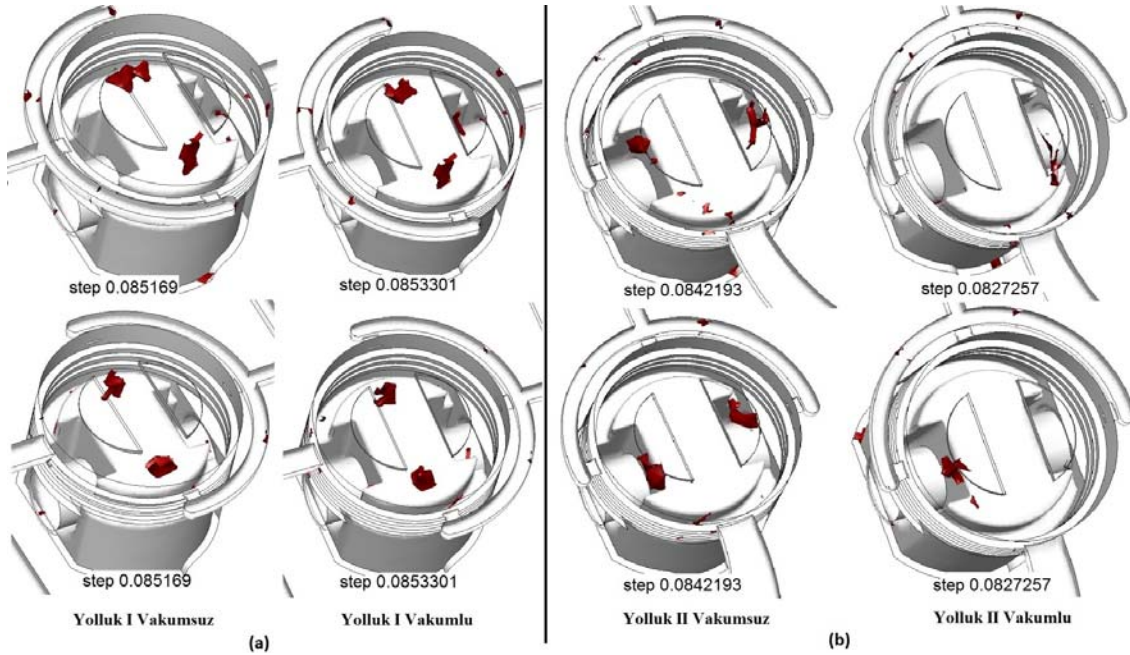 step 0.085169
step 0.0853301
step 0.0842193
step 0.0827257
step 0.085169
step 0.0853301
step 0.0842193
step 0.0827257
Yolluk I Vakumsuz
Yolluk I Vakumlu
Yolluk II Vakumsuz
Yolluk II Vakumlu
(a)
(b)